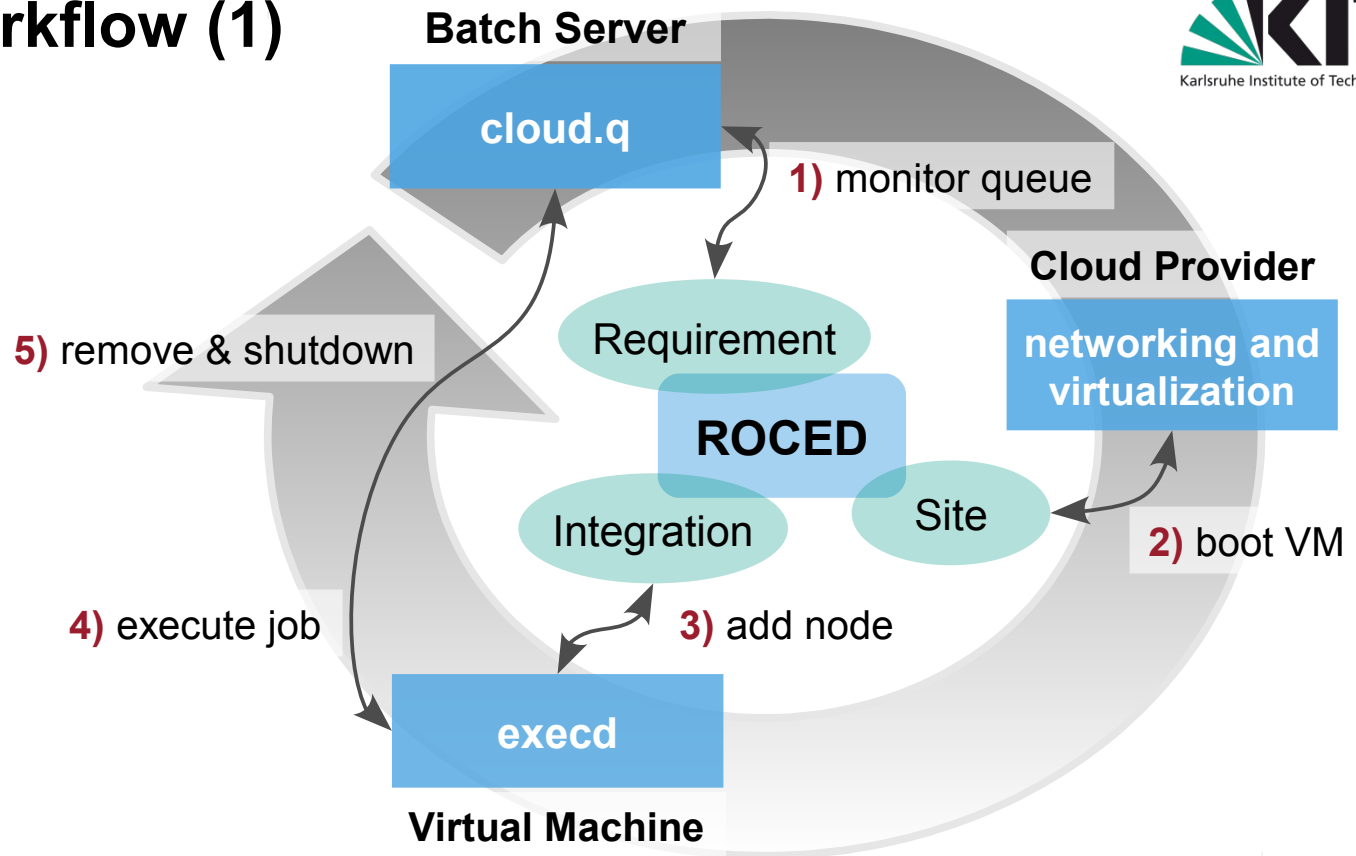 rkflow (1)
Batch Server
cloud.q
Karlsruhe Institute of Tech
1) monitor queue
Cloud Provider
networking and
virtualization
Requirement
5) remove & shutdown
ROCED
Site
Integration
2) boot VM
4) execute job
3) add node
execd
Virtual Machine